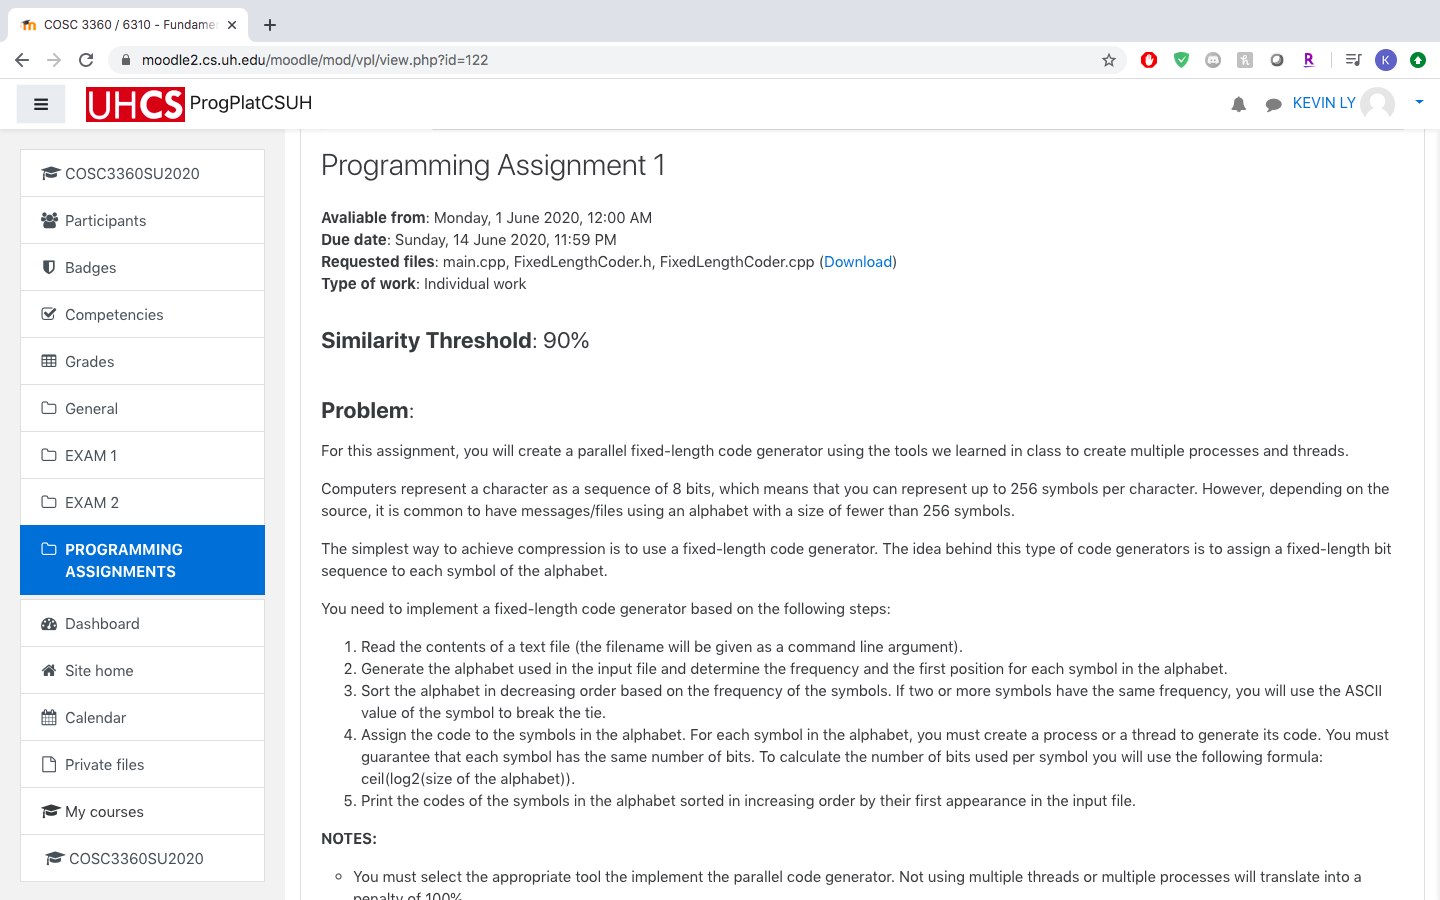 COSC 3360 / 6310 - Fundame
moodle2.cs.uh.edu/moodle/mod/vpl/view.php?id=122
K
UHCS ProgPlatCSUH
KEVIN LY
COSC3360SU2020
Participants
Badges
Competencies
Grades
General
EXAM 1
EXAM 2
PROGRAMMING
ASSIGNMENTS
Dashboard
Site home
Calendar
Private files
My courses
COSC3360SU2020
Programming Assignment 1
Avaliable from: Monday, 1 June 2020, 12:00 AM
Due date: Sunday, 14 June 2020, 11:59 PM
Requested files: main.cpp, FixedLengthCoder.h, FixedLengthCoder.cpp (Download)
Type of work: Individual work
Similarity Threshold: 90%
Problem:
For this assignment, you will create a parallel fixed-length code generator using the tools we learned in class to create multiple processes and threads.
Computers represent a character as a sequence of 8 bits, which means that you can represent up to 256 symbols per character. However, depending on the
source, it is common to have messages/files using an alphabet with a size of fewer than 256 symbols.
The simplest way to achieve compression is to use a fixed-length code generator. The idea behind this type of code generators is to assign a fixed-length bit
sequence to each symbol of the alphabet.
You need to implement a fixed-length code generator based on the following steps:
1. Read the contents of a text file (the filename will be given as a command line argument).
2. Generate the alphabet used in the input file and determine the frequency and the first position for each symbol in the alphabet.
3. Sort the alphabet in decreasing order based on the frequency of the symbols. If two or more symbols have the same frequency, you will use the ASCII
value of the symbol to break the tie.
4. Assign the code to the symbols in the alphabet. For each symbol in the alphabet, you must create a process or a thread to generate its code. You must
guarantee that each symbol has the same number of bits. To calculate the number of bits used per symbol you will use the following formula:
ceil(log2(size of the alphabet)).
5. Print the codes of the symbols in the alphabet sorted in increasing order by their first appearance in the input file.
NOTES:
You must select the appropriate tool the implement the parallel code generator. Not using multiple threads or multiple processes will translate into a
penalty of 100%.